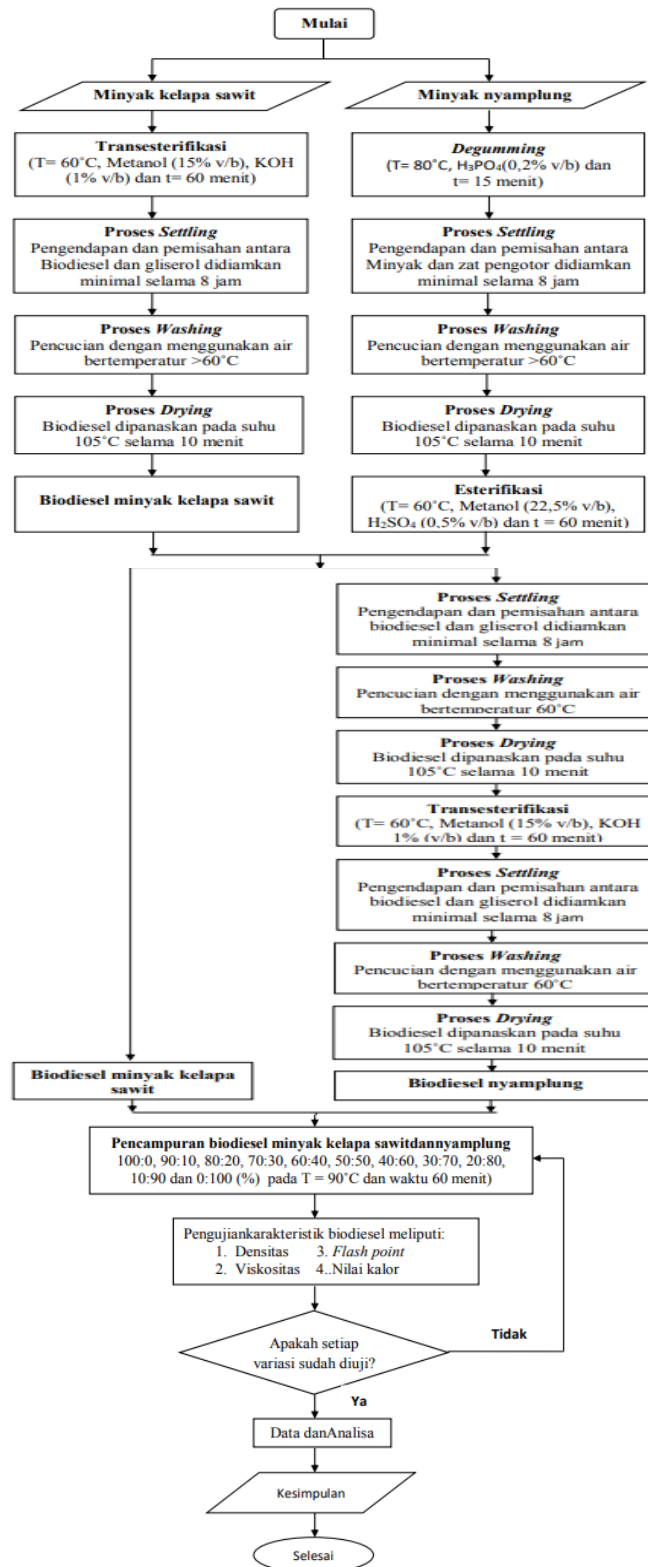 Mulai
Minyak kelapa sawit
Minyak nyamplung
Transesterifikasi
(T= 60˚C, Metanol (15% v/b), KOH
(1% v/b) dan t= 60 menit)
Degumming
(T= 80˚C, H₃PO₄(0,2% v/b) dan
t= 15 menit)
Proses Settling
Pengendapan dan pemisahan antara
Biodiesel dan gliserol didiamkan
minimal selama 8 jam
Proses Settling
Pengendapan dan pemisahan antara
Minyak dan zat pengotor didiamkan
minimal selama 8 jam
Proses Washing
Pencucian dengan menggunakan air
bertemperatur >60˚C
Proses Washing
Pencucian dengan menggunakan air
bertemperatur >60˚C
Proses Drying
Biodiesel dipanaskan pada suhu
105˚C selama 10 menit
Proses Drying
Biodiesel dipanaskan pada suhu
105˚C selama 10 menit
Biodiesel minyak kelapa sawit
Esterifikasi
(T= 60˚C, Metanol (22,5% v/b),
H₂SO₄ (0,5% v/b) dan t = 60 menit)
Proses Settling
Pengendapan dan pemisahan antara
biodiesel dan gliserol didiamkan
minimal selama 8 jam
Proses Washing
Pencucian dengan menggunakan air
bertemperatur 60˚C
Proses Drying
Biodiesel dipanaskan pada suhu
105˚C selama 10 menit
Transesterifikasi
(T= 60˚C, Metanol (15% v/b), KOH
1% (v/b) dan t = 60 menit)
Proses Settling
Pengendapan dan pemisahan antara
biodiesel dan gliserol didiamkan
minimal selama 8 jam
Proses Washing
Pencucian dengan menggunakan air
bertemperatur 60˚C
Proses Drying
Biodiesel dipanaskan pada suhu
105˚C selama 10 menit
Biodiesel minyak kelapa
sawit
Biodiesel nyamplung
Pencampuran biodiesel minyak kelapa sawitdannyamplung
100:0, 90:10, 80:20, 70:30, 60:40, 50:50, 40:60, 30:70, 20:80,
10:90 dan 0:100 (%) pada T = 90˚C dan waktu 60 menit)
Pengujiankarakteristik biodiesel meliputi:
1. Densitas 3. Flash point
2. Viskositas 4..Nilai kalor
Apakah setiap
variasi sudah diuji?
Tidak
Ya
Data danAnalisa
Kesimpulan
Selesai